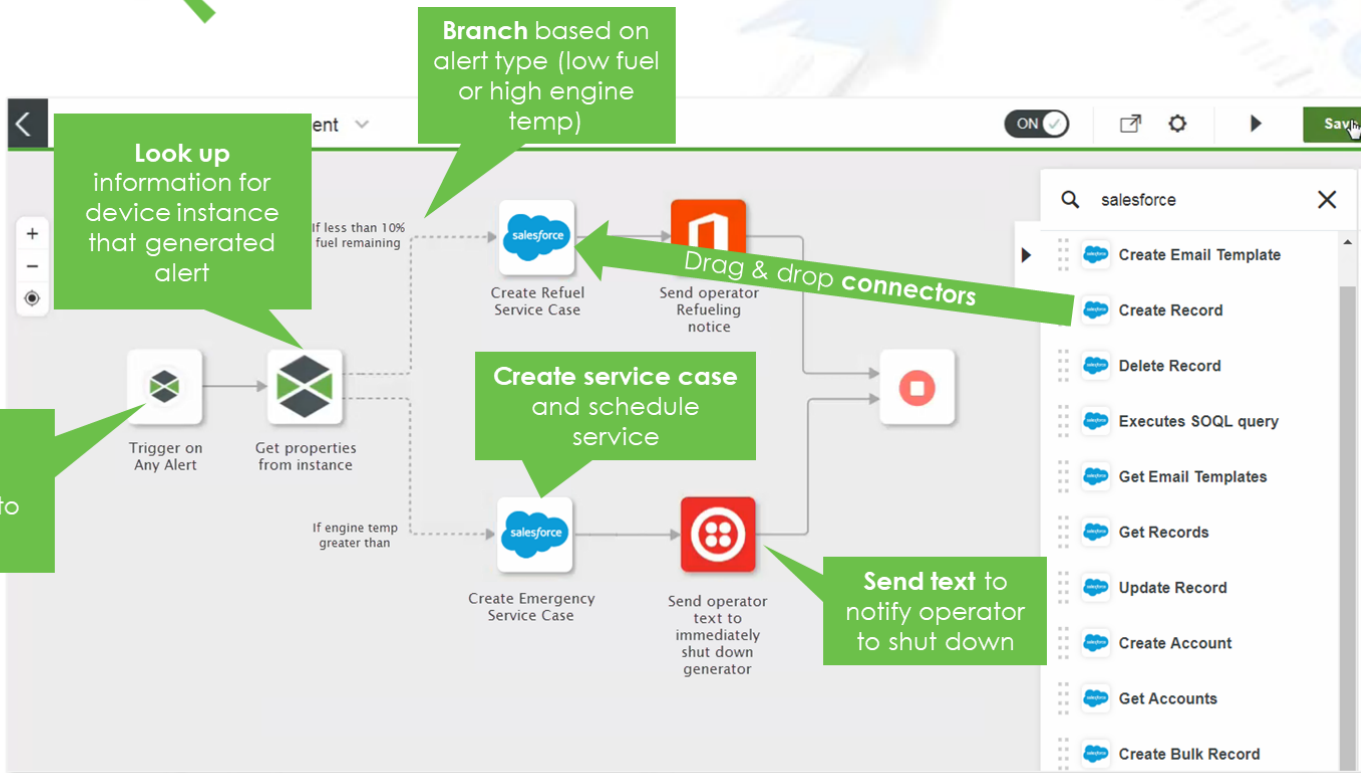 Branch based on
alert type (low fuel
or high engine
temp)
ent
ON
Look up
information for
device instance
that generated
alert
salesforce
If less than 10%
fuel remaining
salesforce
Drag & drop connectors
Create Refuel
Service Case
Send operator
Refueling
notice
Create service case
and schedule
service
Trigger on
Any Alert
Get properties
from instance
to
If engine temp
greater than
salesforce
Create Emergency
Service Case
Send operator
text to
immediately
shut down
generator
Send text to
notify operator
to shut down
Create Email Template
Create Record
Delete Record
Executes SOQL query
Get Email Templates
Get Records
Update Record
Create Account
Get Accounts
Create Bulk Record